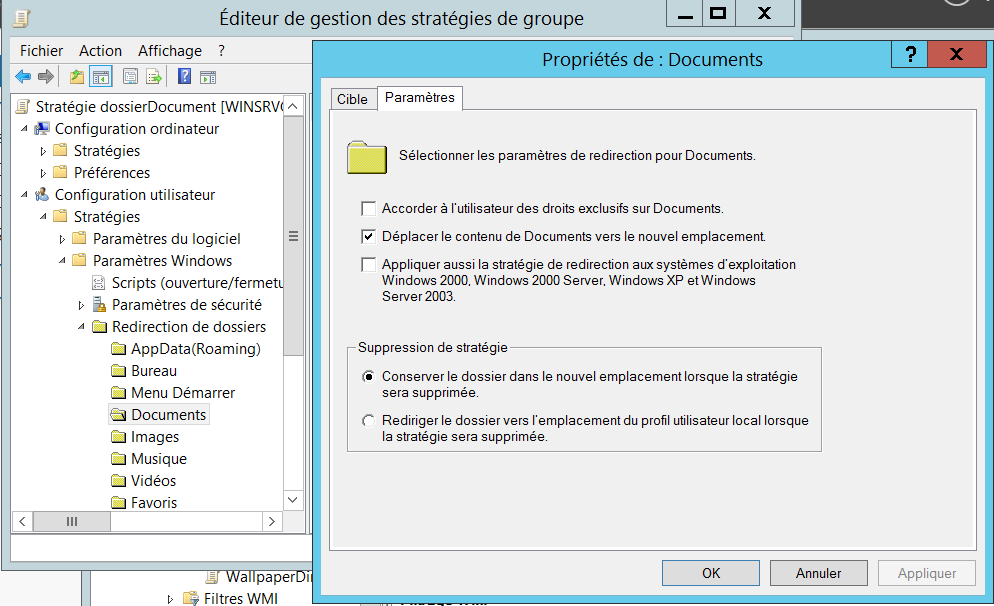 Éditeur de gestion des stratégies de groupe
Fichier Action Affichage ?
Stratégie dossierDocument [WINSRV
Configuration ordinateur
Stratégies
Préférences
Configuration utilisateur
Stratégies
Paramètres du logiciel
Paramètres Windows
Scripts (ouverture/fermetu
Paramètres de sécurité
Redirection de dossiers
AppData(Roaming)
Bureau
Menu Démarrer
Documents
Images
Musique
Vidéos
Favoris
WallpaperDi
Filtres WMI
Propriétés de : Documents
? X
Cible Paramètres
Sélectionner les paramètres de redirection pour Documents.
Accorder à l'utilisateur des droits exclusifs sur Documents.
Déplacer le contenu de Documents vers le nouvel emplacement.
Appliquer aussi la stratégie de redirection aux systèmes d'exploitation
Windows 2000, Windows 2000 Server, Windows XP et Windows
Server 2003.
Suppression de stratégie
Conserver le dossier dans le nouvel emplacement lorsque la stratégie
sera supprimée.
Rediriger le dossier vers l'emplacement du profil utilisateur local lorsque
la stratégie sera supprimée.
OK Annuler Appliquer